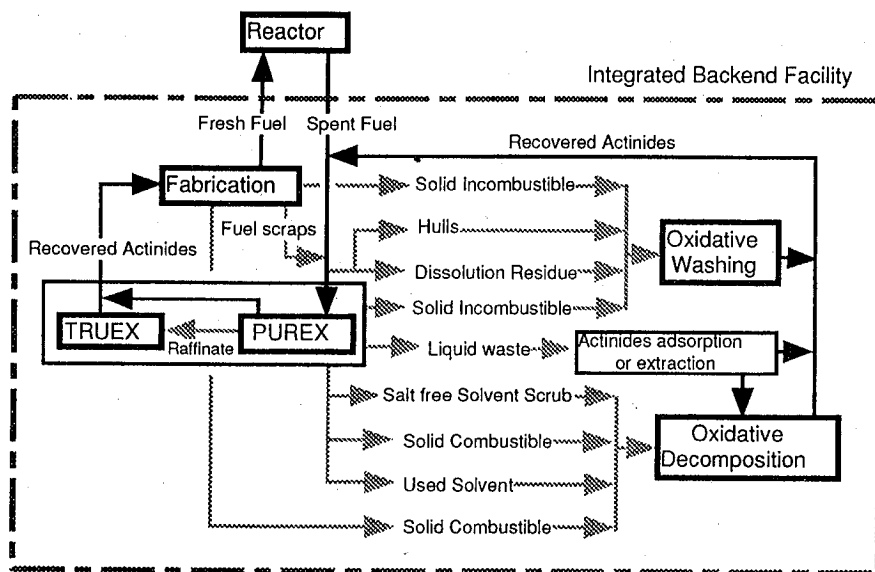 Reactor
Integrated Backend Facility
Fresh Fuel
Spent Fuel
Recovered Actinides
Fabrication
Solid Incombustible
Fuel scraps
Hulls
Oxidative
Washing
Recovered Actinides
Dissolution Residue
Solid Incombustible
TRUEX
Raffinate
PUREX
Liquid waste
Actinides adsorption
or extraction
Salt free Solvent Scrub
Solid Combustible
Oxidative
Decomposition
Used Solvent
Solid Combustible